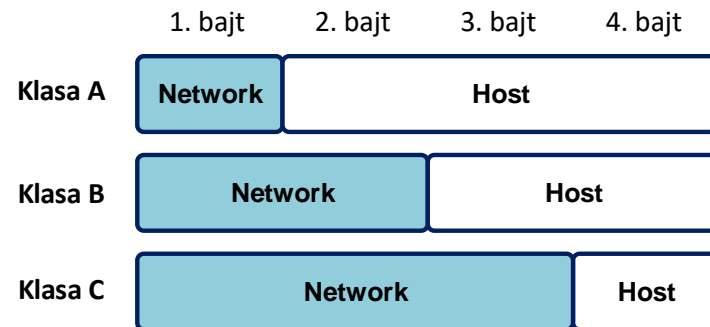 1. bajt 2. bajt 3. bajt 4. bajt
Klasa A Network Host
Klasa B Network Host
Klasa C Network Host